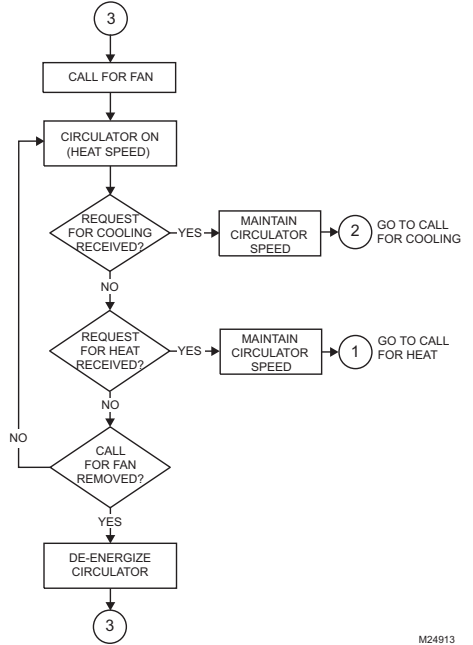 3
CALL FOR FAN
CIRCULATOR ON
(HEAT SPEED)
REQUEST
FOR COOLING
RECEIVED?
YES
MAINTAIN
CIRCULATOR
SPEED
2
GO TO CALL
FOR COOLING
NO
REQUEST
FOR HEAT
RECEIVED?
YES
MAINTAIN
CIRCULATOR
SPEED
1
GO TO CALL
FOR HEAT
NO
NO
CALL
FOR FAN
REMOVED?
YES
DE-ENERGIZE
CIRCULATOR
3
M24913